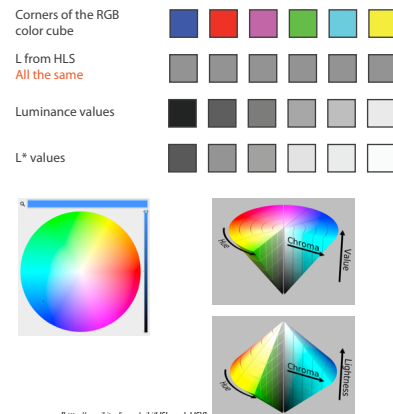 Corners of the RGB
color cube
L from HLS
All the same
Luminance values
L* values
Hue
Chroma
Value
Hue
Chroma
Lightness